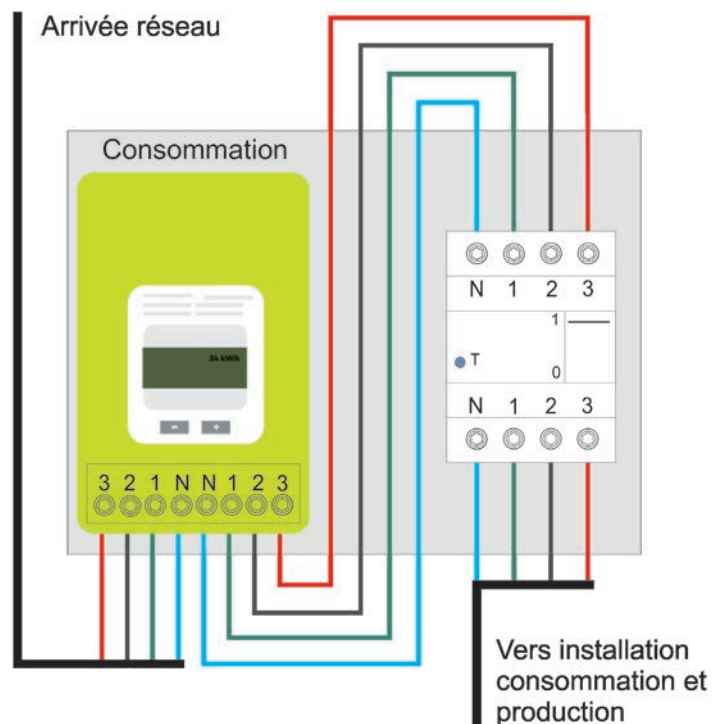 Arrivée réseau
Consommation
24 kWh
- +
3 2 1 N N 1 2 3
N 1 2 3
1
T
0
N 1 2 3
Vers installation
consommation et
production